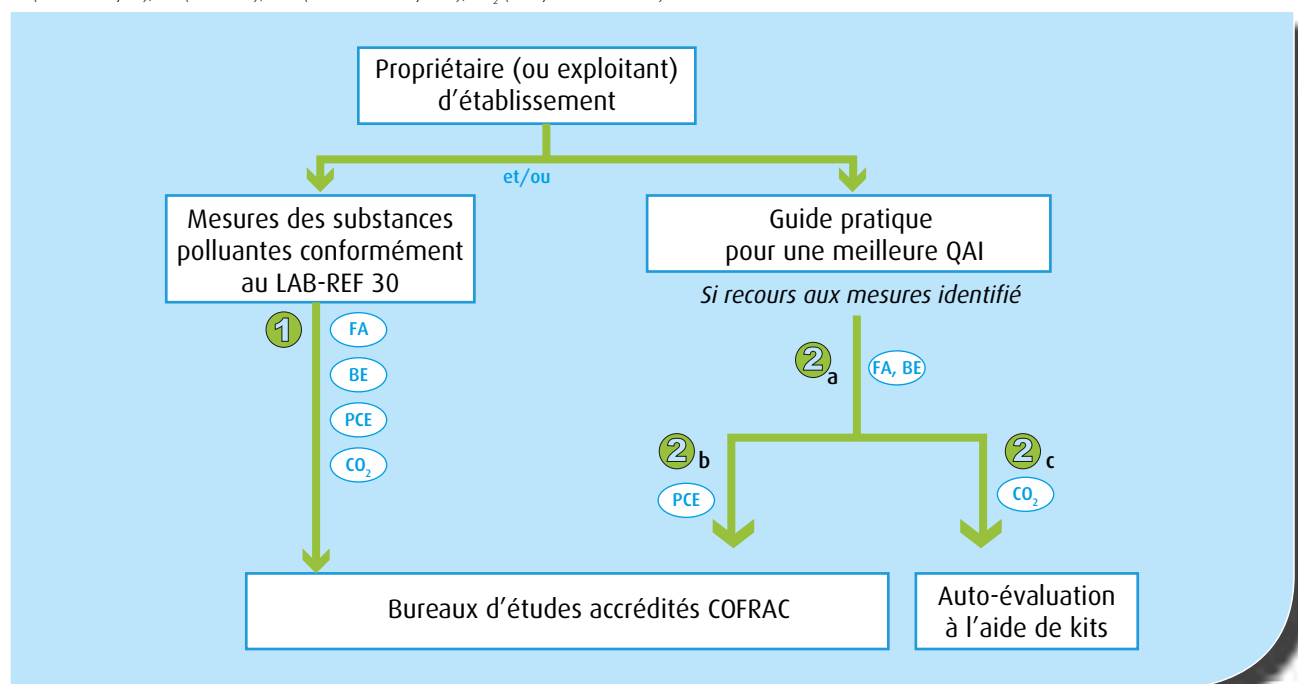 Propriétaire (ou exploitant)
d’établissement
et/ou
Mesures des substances
polluantes conformément
au LAB-REF 30
Guide pratique
pour une meilleure QAI
Si recours aux mesures identifié
1
FA
BE
PCE
CO₂
2a
FA, BE
2b
PCE
2c
CO₂
Bureaux d’études accrédités COFRAC
Auto-évaluation
à l’aide de kits